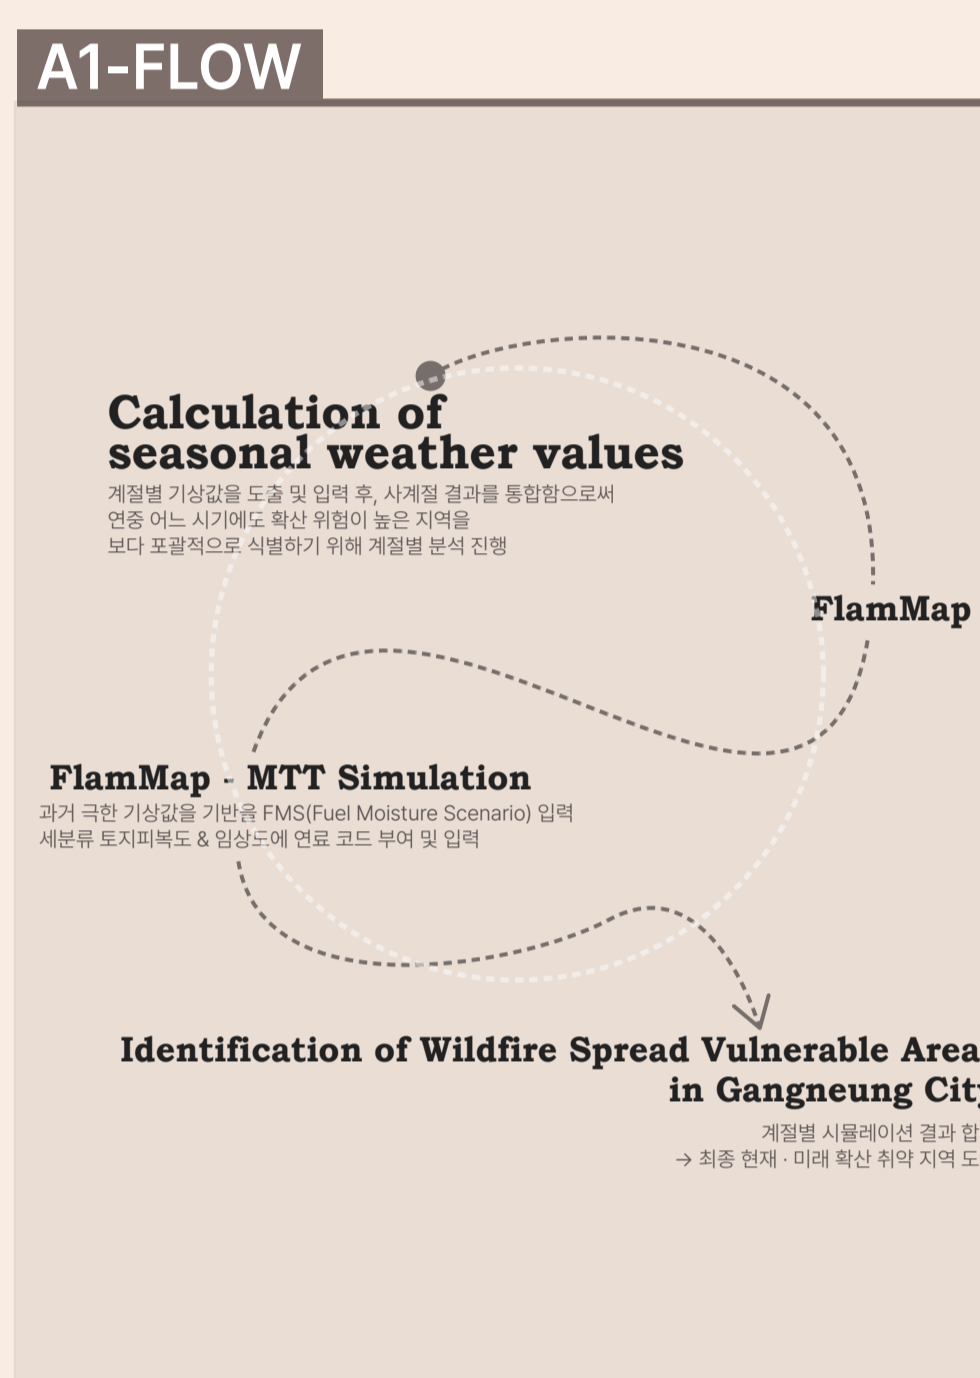 A1-FLOW
Calculation of
seasonal weather values
계절별 기상값을 도출 및 입력 후, 사계절 결과를 통합함으로써
연중 어느 시기에도 확산 위험이 높은 지역을
보다 포괄적으로 식별하기 위해 계절별 분석 진행
FlamMap
FlamMap - MTT Simulation
과거 극한 기상값을 기반을 FMS(Fuel Moisture Scenario) 입력
세분류 토지피복도 & 임상도에 연료 코드 부여 및 입력
Identification of Wildfire Spread Vulnerable Area
in Gangneung City
계절별 시뮬레이션 결과 합
→ 최종 현재 · 미래 확산 취약 지역 도